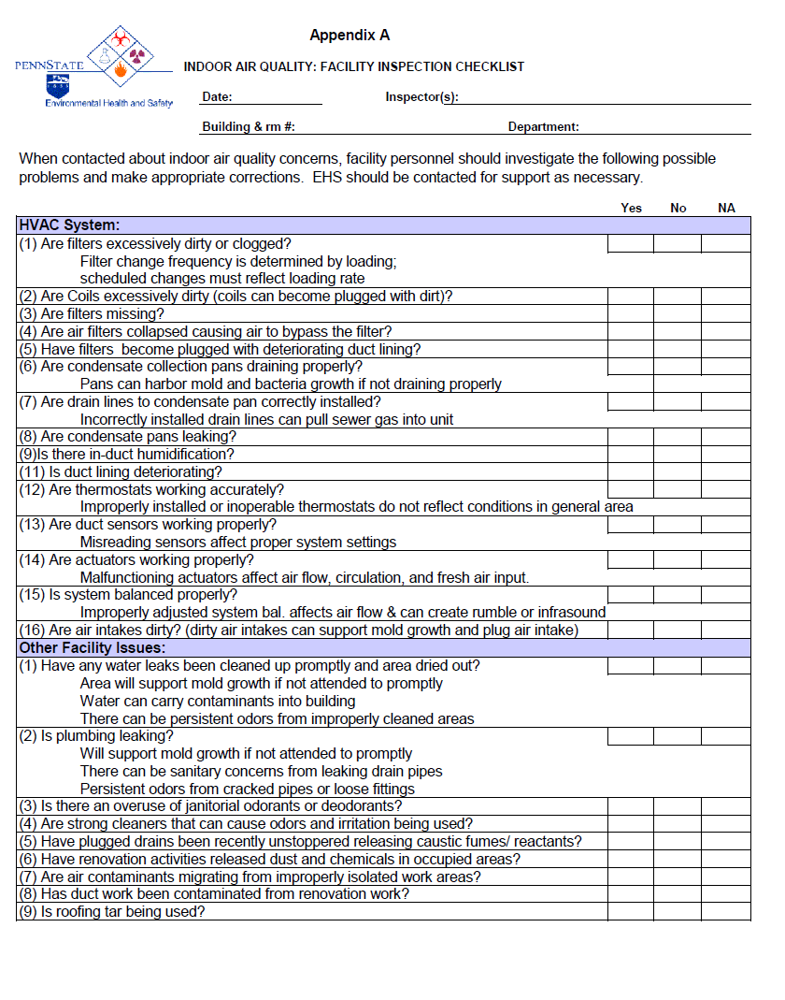 Appendix A
PENNSTATE
1855
Environmental Health and Safety
INDOOR AIR QUALITY: FACILITY INSPECTION CHECKLIST
Date: Inspector(s):
Building & rm #: Department:
When contacted about indoor air quality concerns, facility personnel should investigate the following possible
problems and make appropriate corrections. EHS should be contacted for support as necessary.
Yes No NA
HVAC System:
(1) Are filters excessively dirty or clogged?
Filter change frequency is determined by loading;
scheduled changes must reflect loading rate
(2) Are Coils excessively dirty (coils can become plugged with dirt)?
(3) Are filters missing?
(4) Are air filters collapsed causing air to bypass the filter?
(5) Have filters become plugged with deteriorating duct lining?
(6) Are condensate collection pans draining properly?
Pans can harbor mold and bacteria growth if not draining properly
(7) Are drain lines to condensate pan correctly installed?
Incorrectly installed drain lines can pull sewer gas into unit
(8) Are condensate pans leaking?
(9)Is there in-duct humidification?
(11) Is duct lining deteriorating?
(12) Are thermostats working accurately?
Improperly installed or inoperable thermostats do not reflect conditions in general area
(13) Are duct sensors working properly?
Misreading sensors affect proper system settings
(14) Are actuators working properly?
Malfunctioning actuators affect air flow, circulation, and fresh air input.
(15) Is system balanced properly?
Improperly adjusted system bal. affects air flow & can create rumble or infrasound
(16) Are air intakes dirty? (dirty air intakes can support mold growth and plug air intake)
Other Facility Issues:
(1) Have any water leaks been cleaned up promptly and area dried out?
Area will support mold growth if not attended to promptly
Water can carry contaminants into building
There can be persistent odors from improperly cleaned areas
(2) Is plumbing leaking?
Will support mold growth if not attended to promptly
There can be sanitary concerns from leaking drain pipes
Persistent odors from cracked pipes or loose fittings
(3) Is there an overuse of janitorial odorants or deodorants?
(4) Are strong cleaners that can cause odors and irritation being used?
(5) Have plugged drains been recently unstoppered releasing caustic fumes/ reactants?
(6) Have renovation activities released dust and chemicals in occupied areas?
(7) Are air contaminants migrating from improperly isolated work areas?
(8) Has duct work been contaminated from renovation work?
(9) Is roofing tar being used?